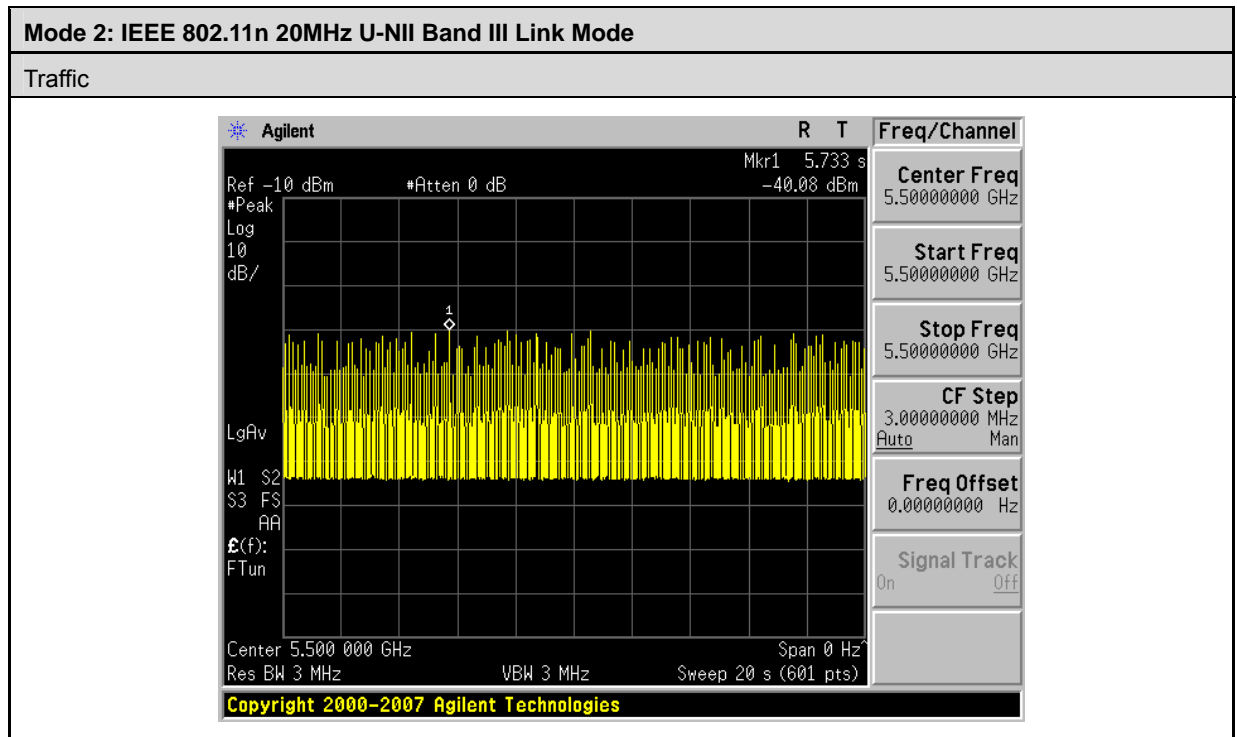 Mode 2: IEEE 802.11n 20MHz U-NII Band III Link Mode
Traffic
Agilent R T Freq/Channel
Mkr1 5.733 s
Ref -10 dBm #Atten 0 dB -40.08 dBm
#Peak
Log
10
dB/
1
LgAv
W1 S2
S3 FS
AA
£(f):
FTun
Center 5.500 000 GHz Span 0 Hz^
Res BW 3 MHz VBW 3 MHz Sweep 20 s (601 pts)
Copyright 2000-2007 Agilent Technologies
Center Freq
5.50000000 GHz
Start Freq
5.50000000 GHz
Stop Freq
5.50000000 GHz
CF Step
3.00000000 MHz
Auto Man
Freq Offset
0.00000000 Hz
Signal Track
On Off